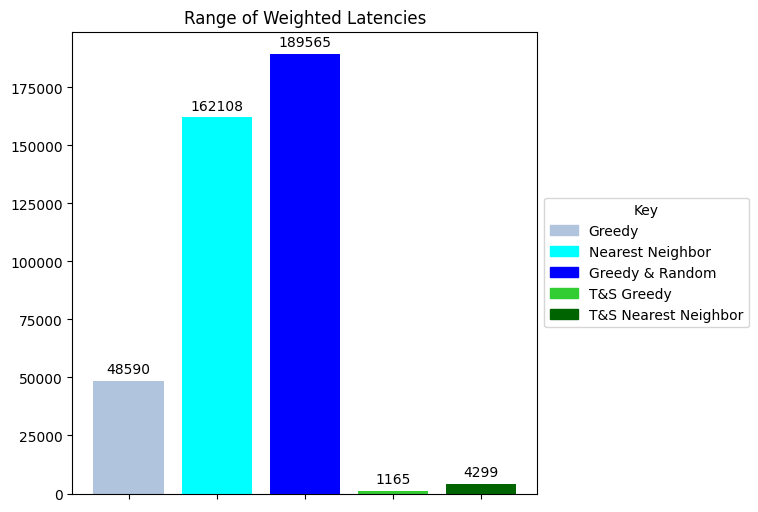 Range of Weighted Latencies
189565
175000
162108
150000
125000
100000
75000
50000
48590
25000
4299
1165
0
Key
Greedy
Nearest Neighbor
Greedy & Random
T&S Greedy
T&S Nearest Neighbor